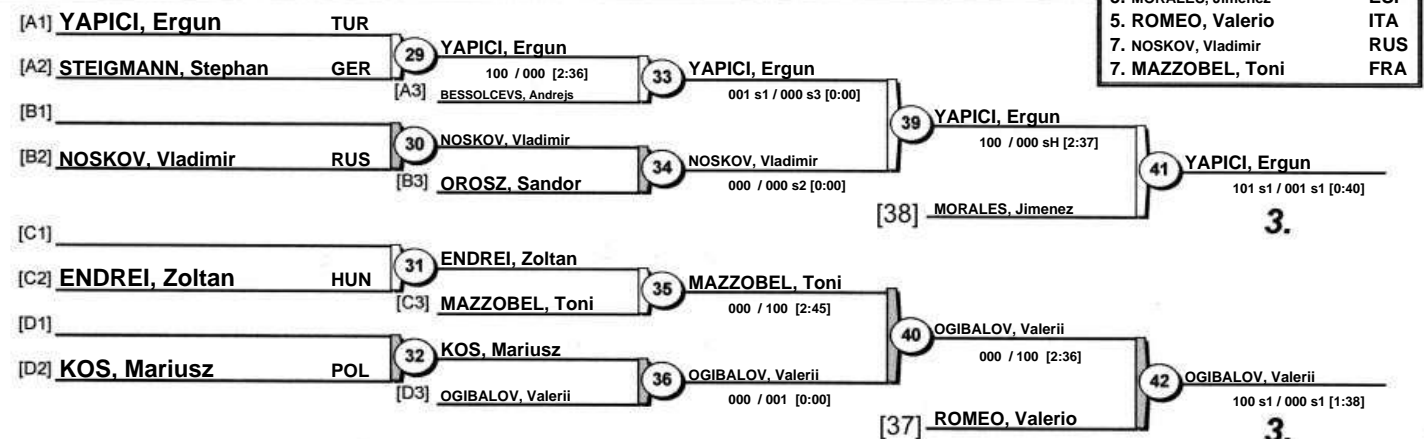 5. ROMEO, Valerio ITA
7. NOSKOV, Vladimir RUS
7. MAZZOBEL, Toni FRA
[A1] YAPICI, Ergun TUR
[A2] STEIGMANN, Stephan GER
29
YAPICI, Ergun
100 / 000 [2:36]
[A3] BESSOLCEVS, Andrejs
33
YAPICI, Ergun
001 s1 / 000 s3 [0:00]
[B1]
[B2] NOSKOV, Vladimir RUS
30
NOSKOV, Vladimir
[B3] OROSZ, Sandor
34
NOSKOV, Vladimir
000 / 000 s2 [0:00]
39
YAPICI, Ergun
100 / 000 sH [2:37]
[38] MORALES, Jimenez
41
YAPICI, Ergun
101 s1 / 001 s1 [0:40]
3.
[C1]
[C2] ENDREI, Zoltan HUN
31
ENDREI, Zoltan
[C3] MAZZOBEL, Toni
35
MAZZOBEL, Toni
000 / 100 [2:45]
[D1]
[D2] KOS, Mariusz POL
32
KOS, Mariusz
[D3] OGIBALOV, Valerii
36
OGIBALOV, Valerii
000 / 001 [0:00]
40
OGIBALOV, Valerii
000 / 100 [2:36]
[37] ROMEO, Valerio
42
OGIBALOV, Valerii
100 s1 / 000 s1 [1:38]
3.